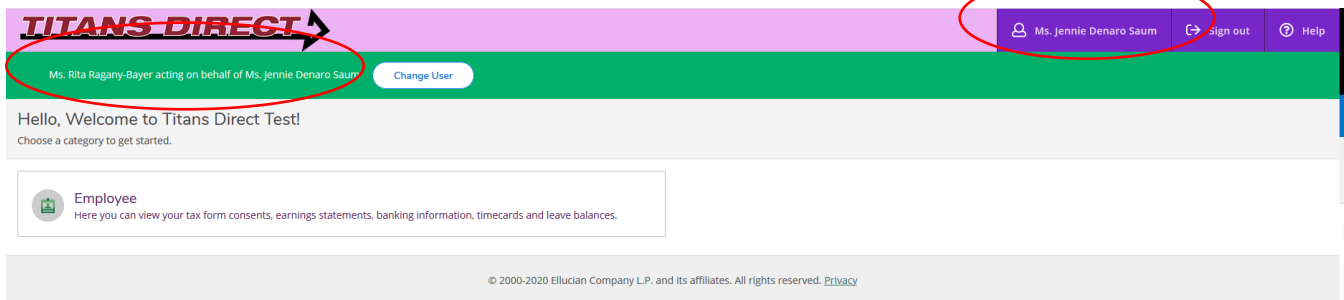 TITANS DIRECT
Ms. Jennie Denaro Saum
Sign out
Help
Ms. Rita Ragany-Bayer acting on behalf of Ms. Jennie Denaro Saum
Change User
Hello, Welcome to Titans Direct Test!
Choose a category to get started.
Employee
Here you can view your tax form consents, earnings statements, banking information, timecards and leave balances.
© 2000-2020 Ellucian Company L.P. and its affiliates. All rights reserved. Privacy